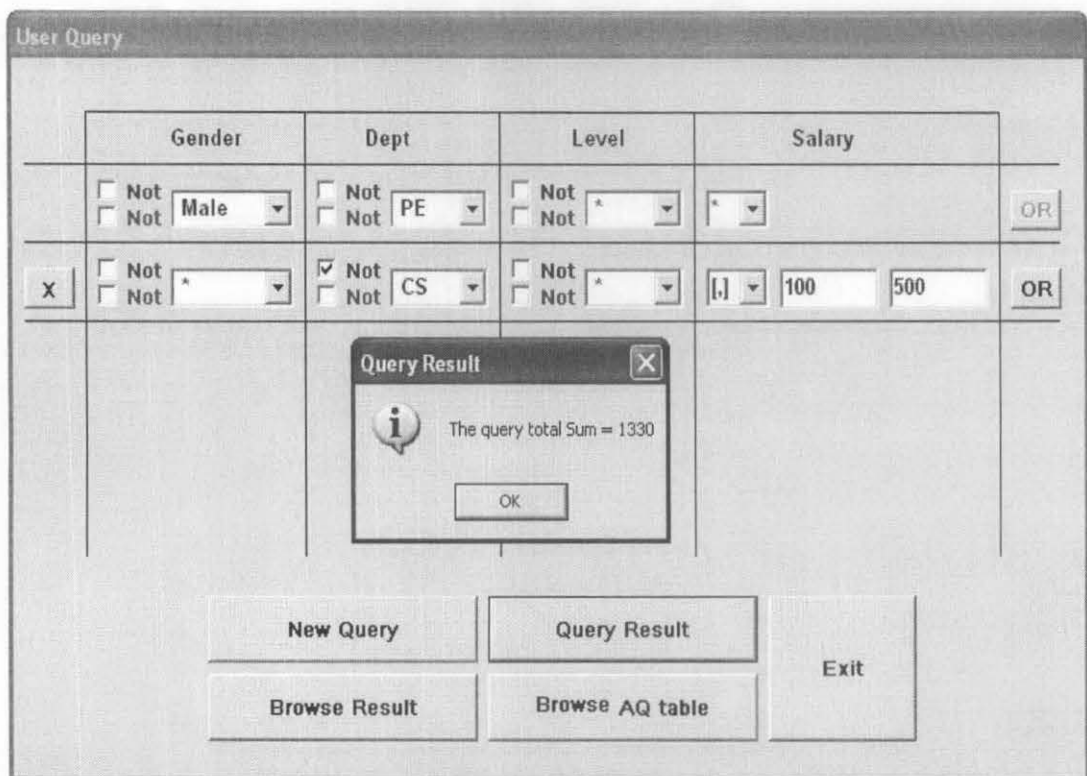 User Query
Gender Dept Level Salary
Not Not Not
Not Male Not PE Not * * OR
Not Not Not
X Not * Not CS Not * [,] 100 500 OR
Query Result
The query total Sum = 1330
OK
New Query Query Result
Exit
Browse Result Browse AQ table